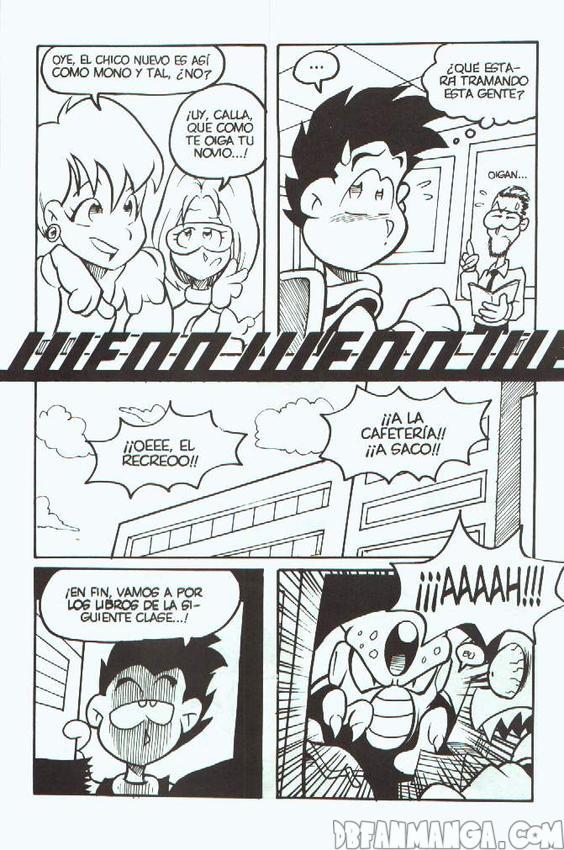 OYE, EL CHICO NUEVO ES ASÍ
COMO MONO Y TAL, ¿NO?
¡UY, CALLA,
QUE COMO
TE OIGA TU
NOVIO...!
...
¿QUÉ ESTA-
RÁ TRAMANDO
ESTA GENTE?
OIGAN...
¡¡OEEE, EL
RECREOO!!
¡¡A LA
CAFETERÍA!!
¡¡A SACO!!
¡EN FIN, VAMOS A POR
LOS LIBROS DE LA SI-
GUIENTE CLASE...!
¡¡¡AAAAH!!!
BU
DBFANMANGA.COM